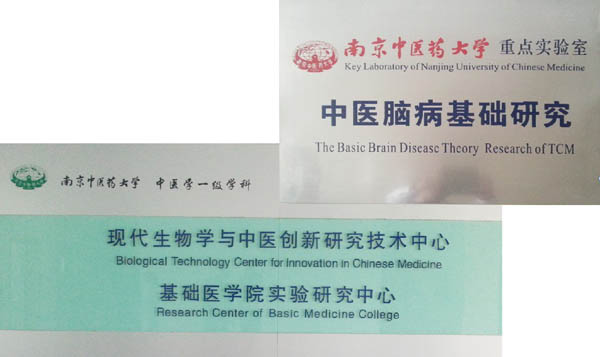 南京中医药大学 重点实验室
Key Laboratory of Nanjing University of Chinese Medicine
中医脑病基础研究
The Basic Brain Disease Theory Research of TCM
南京中医药大学 中医学一级学科
现代生物学与中医创新研究技术中心
Biological Technology Center for Innovation in Chinese Medicine
基础医学院实验研究中心
Research Center of Basic Medicine College